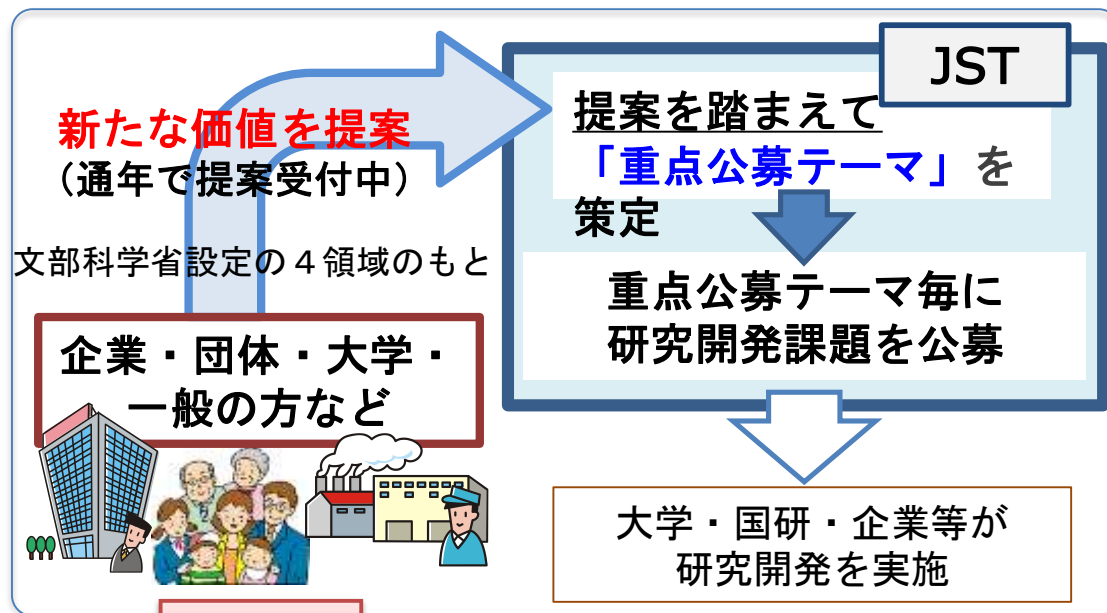 新たな価値を提案
（通年で提案受付中）
文部科学省設定の４領域のもと
企業・団体・大学・
一般の方など
JST
提案を踏まえて
「重点公募テーマ」を
策定
重点公募テーマ毎に
研究開発課題を公募
大学・国研・企業等が
研究開発を実施